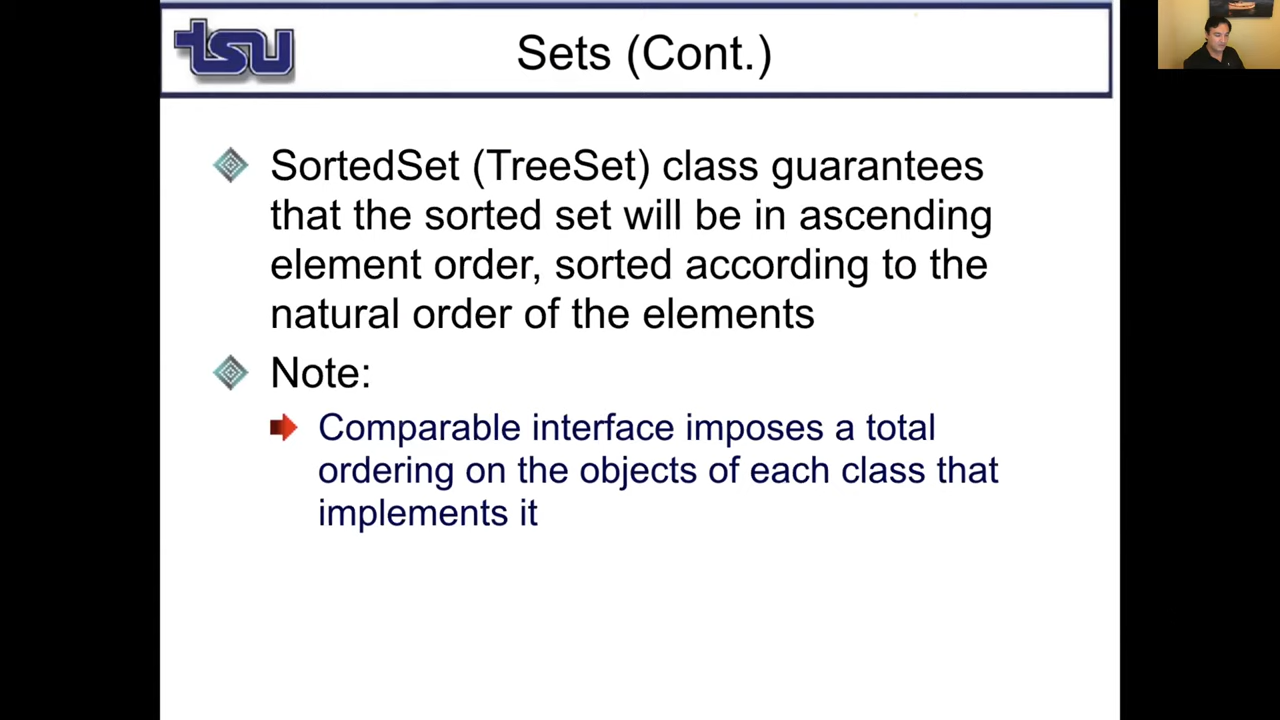 tsu
Sets (Cont.)
SortedSet (TreeSet) class guarantees
that the sorted set will be in ascending
element order, sorted according to the
natural order of the elements
Note:
Comparable interface imposes a total
ordering on the objects of each class that
implements it